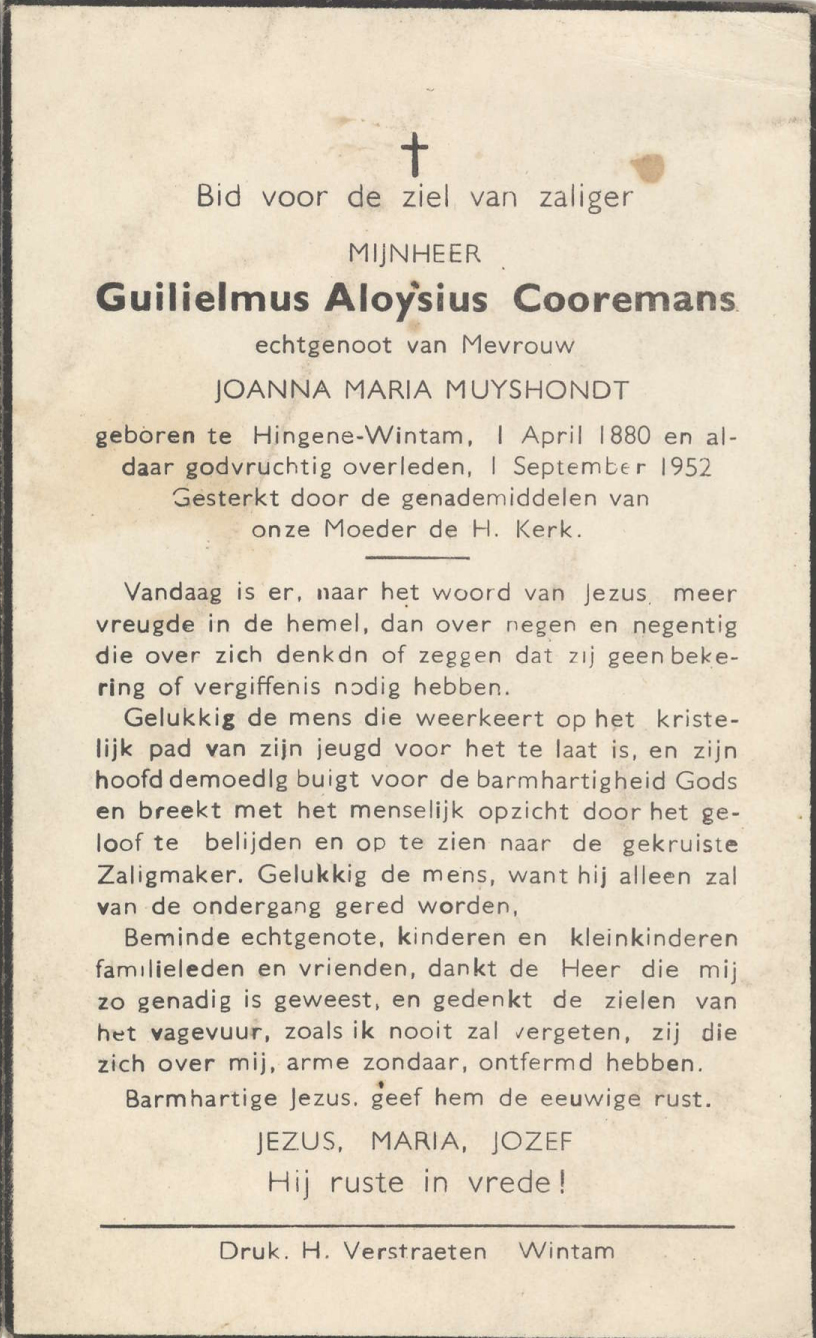 Bid voor de ziel van zaliger
MIJNHEER
Guilielmus Aloysius Cooremans
echtgenoot van Mevrouw
JOANNA MARIA MUYSHONDT
geboren te Hingene-Wintam, 1 April 1880 en al-
daar godvruchtig overleden, 1 September 1952
Gesterkt door de genademiddelen van
onze Moeder de H. Kerk.
Vandaag is er, naar het woord van Jezus, meer
vreugde in de hemel, dan over negen en negentig
die over zich denkdn of zeggen dat zij geen beke-
ring of vergiffenis nodig hebben.
Gelukkig de mens die weerkeert op het kriste-
lijk pad van zijn jeugd voor het te laat is, en zijn
hoofd demoedlg buigt voor de barmhartigheid Gods
en breekt met het menselijk opzicht door het ge-
loof te belijden en op te zien naar de gekruiste
Zaligmaker. Gelukkig de mens, want hij alleen zal
van de ondergang gered worden,
Beminde echtgenote, kinderen en kleinkinderen
familieleden en vrienden, dankt de Heer die mij
zo genadig is geweest, en gedenkt de zielen van
het vagevuur, zoals ik nooit zal vergeten, zij die
zich over mij, arme zondaar, ontfermd hebben.
Barmhartige Jezus. geef hem de eeuwige rust.
JEZUS, MARIA, JOZEF
Hij ruste in vrede!
Druk. H. Verstraeten Wintam